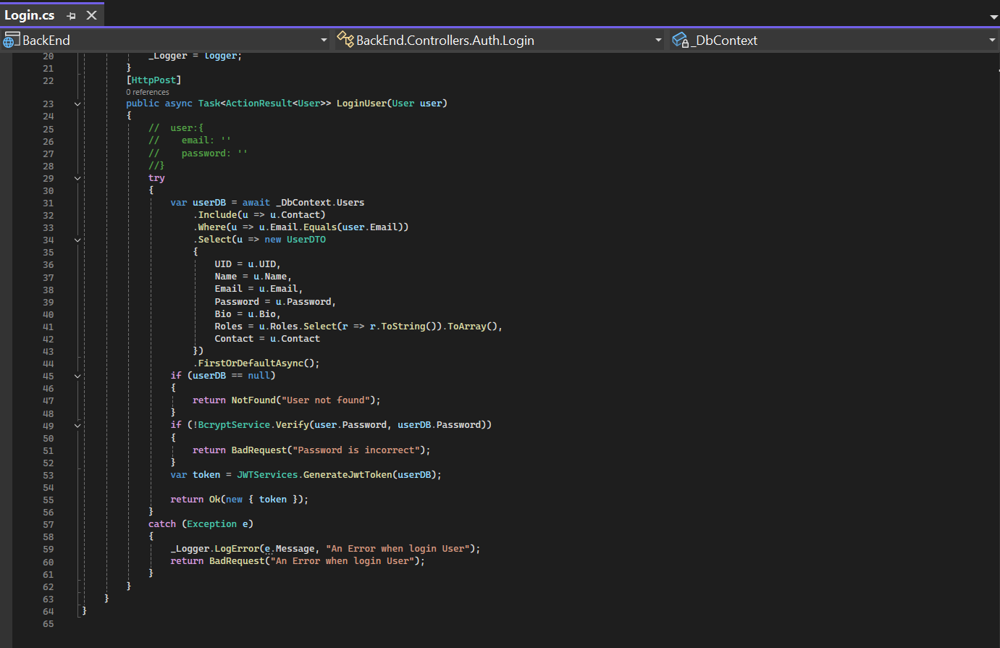 Login.cs
BackEnd
BackEnd.Controllers.Auth.Login
_DbContext
20 _Logger = logger;
21 }
22 [HttpPost]
0 references
23 public async Task<ActionResult<User>> LoginUser(User user)
24 {
25 //  user:{
26 //    email: ''
27 //    password: ''
28 //}
29 try
30 {
31 var userDB = await _DbContext.Users
32 .Include(u => u.Contact)
33 .Where(u => u.Email.Equals(user.Email))
34 .Select(u => new UserDTO
35 {
36 UID = u.UID,
37 Name = u.Name,
38 Email = u.Email,
39 Password = u.Password,
40 Bio = u.Bio,
41 Roles = u.Roles.Select(r => r.ToString()).ToArray(),
42 Contact = u.Contact
43 })
44 .FirstOrDefaultAsync();
45 if (userDB == null)
46 {
47 return NotFound("User not found");
48 }
49 if (!BcryptService.Verify(user.Password, userDB.Password))
50 {
51 return BadRequest("Password is incorrect");
52 }
53 var token = JWTServices.GenerateJwtToken(userDB);
54
55 return Ok(new { token });
56 }
57 catch (Exception e)
58 {
59 _Logger.LogError(e.Message, "An Error when login User");
60 return BadRequest("An Error when login User");
61 }
62 }
63 }
64 }
65